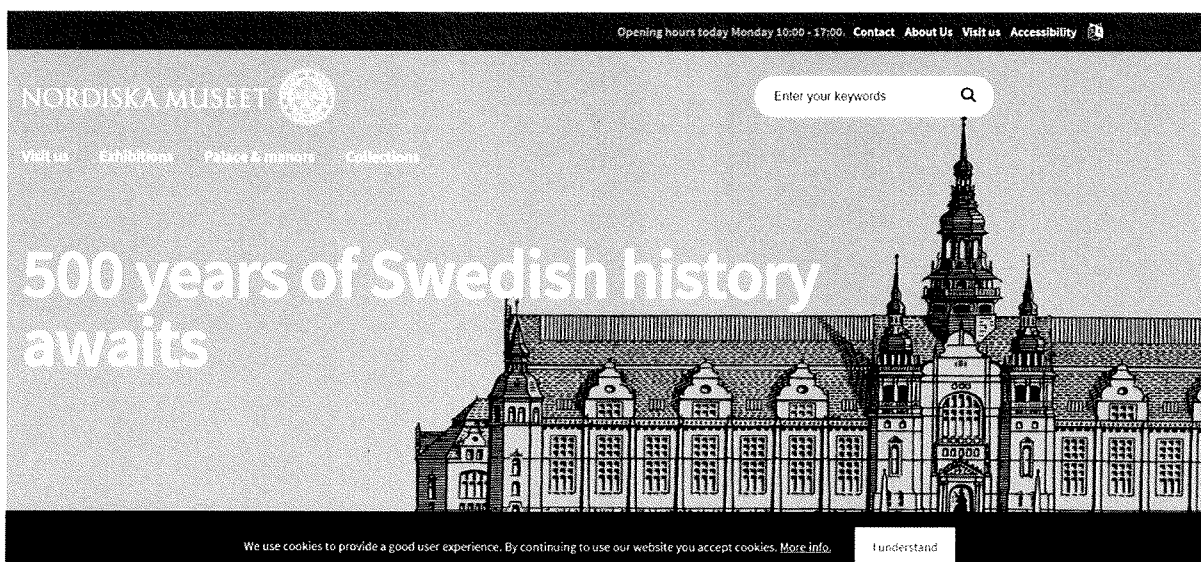 Opening hours today Monday 10:00 - 17:00. Contact About Us Visit us Accessibility
NORDISKA MUSEET
Enter your keywords
Visit us Exhibitions Palace & manors Collections
500 years of Swedish history
awaits
We use cookies to provide a good user experience. By continuing to use our website you accept cookies. More info.
I understand